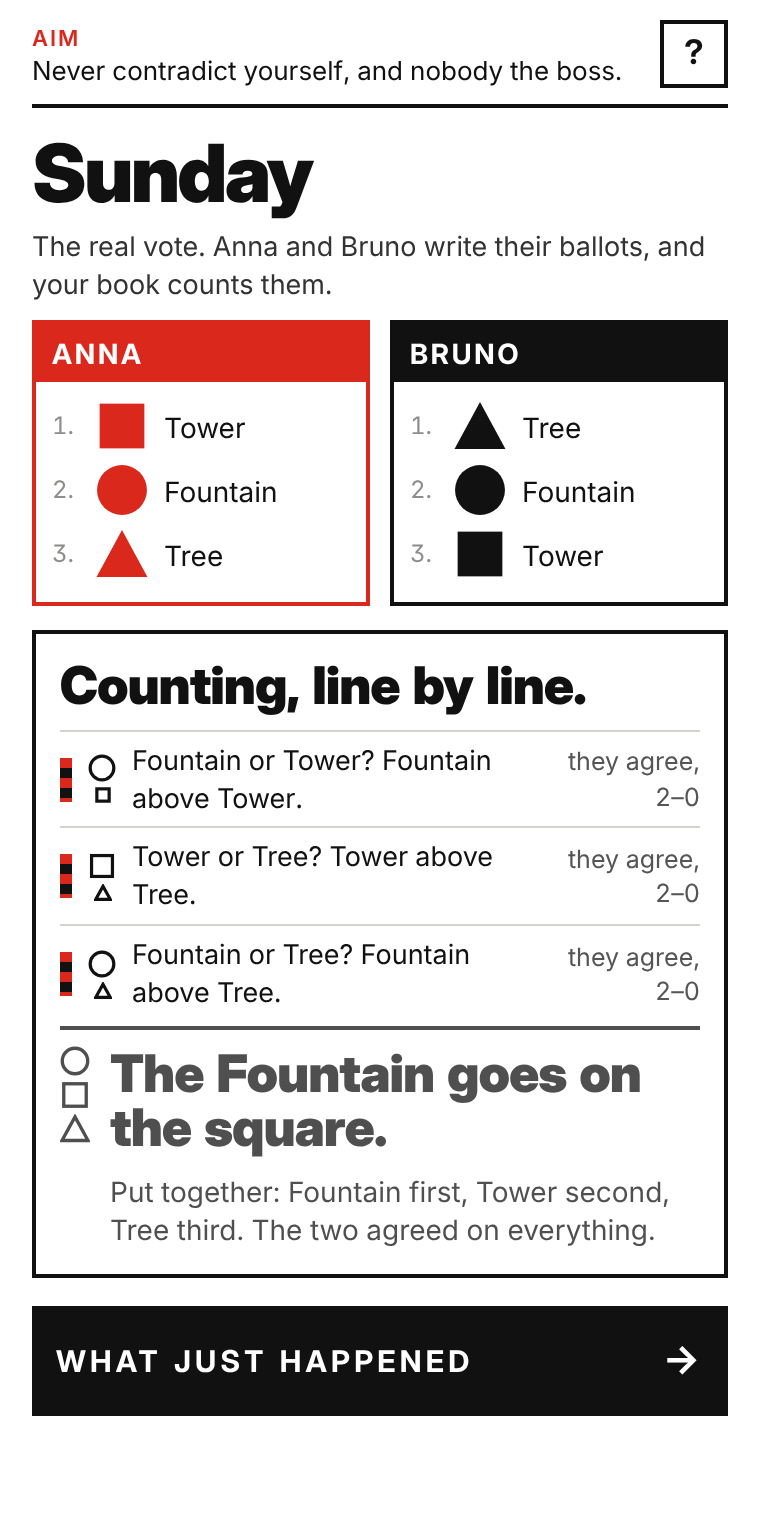 AIM
Never contradict yourself, and nobody the boss.
?
Sunday
The real vote. Anna and Bruno write their ballots, and
your book counts them.
ANNA
1. Tower
2. Fountain
3. Tree
BRUNO
1. Tree
2. Fountain
3. Tower
Counting, line by line.
Fountain or Tower? Fountain
above Tower.
they agree,
2–0
Tower or Tree? Tower above
Tree.
they agree,
2–0
Fountain or Tree? Fountain
above Tree.
they agree,
2–0
The Fountain goes on
the square.
Put together: Fountain first, Tower second,
Tree third. The two agreed on everything.
WHAT JUST HAPPENED →